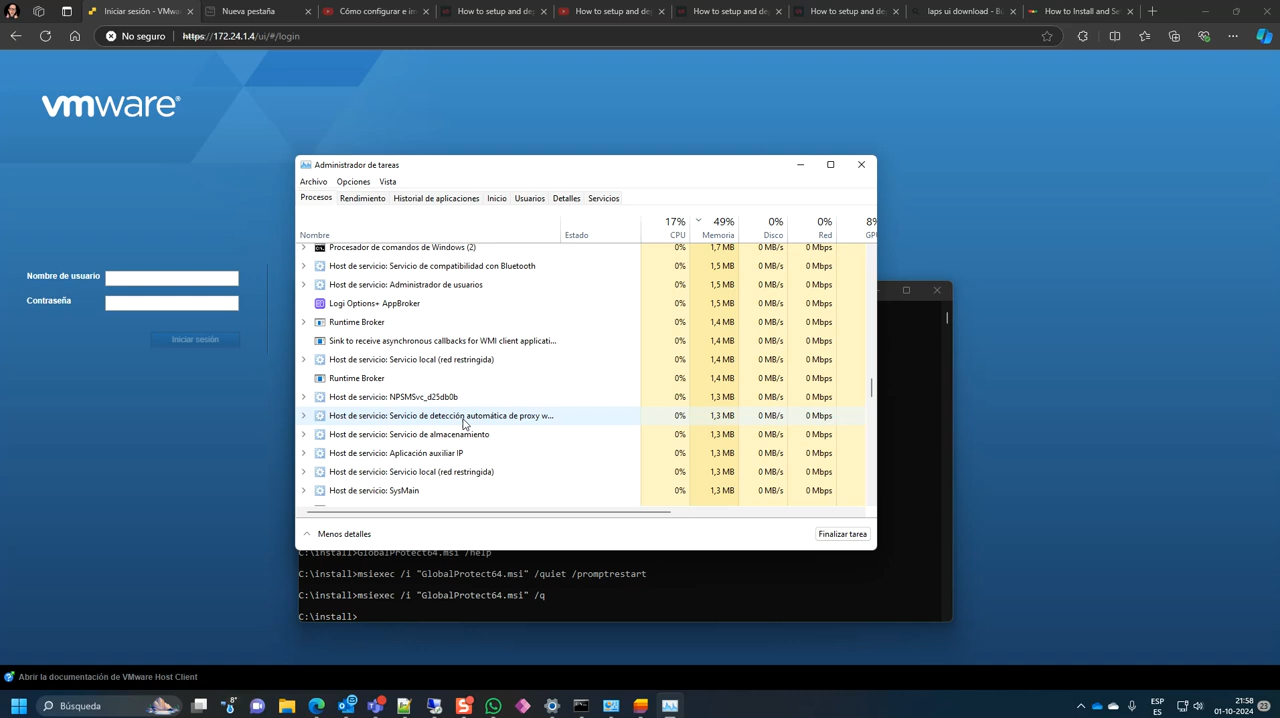 Iniciar sesión - VMwar
Nueva pestaña
Cómo configurar e im
How to setup and dep
How to setup and dep
How to setup and dep
How to setup and dep
laps ui download - Bú
How to Install and Se
No seguro
https://172.24.1.4/ui/#/login
vmware®
Nombre de usuario
Contraseña
Iniciar sesión
Administrador de tareas
Archivo Opciones Vista
Procesos Rendimiento Historial de aplicaciones Inicio Usuarios Detalles Servicios
17% 49% 0% 0% 8%
Nombre Estado CPU Memoria Disco Red GPU
Procesador de comandos de Windows (2) 0% 1,7 MB 0 MB/s 0 Mbps
Host de servicio: Servicio de compatibilidad con Bluetooth 0% 1,5 MB 0 MB/s 0 Mbps
Host de servicio: Administrador de usuarios 0% 1,5 MB 0 MB/s 0 Mbps
Logi Options+ AppBroker 0% 1,5 MB 0 MB/s 0 Mbps
Runtime Broker 0% 1,4 MB 0 MB/s 0 Mbps
Sink to receive asynchronous callbacks for WMI client applicati... 0% 1,4 MB 0 MB/s 0 Mbps
Host de servicio: Servicio local (red restringida) 0% 1,4 MB 0 MB/s 0 Mbps
Runtime Broker 0% 1,4 MB 0 MB/s 0 Mbps
Host de servicio: NPSMSvc_d25db0b 0% 1,3 MB 0 MB/s 0 Mbps
Host de servicio: Servicio de detección automática de proxy w... 0% 1,3 MB 0 MB/s 0 Mbps
Host de servicio: Servicio de almacenamiento 0% 1,3 MB 0 MB/s 0 Mbps
Host de servicio: Aplicación auxiliar IP 0% 1,3 MB 0 MB/s 0 Mbps
Host de servicio: Servicio local (red restringida) 0% 1,3 MB 0 MB/s 0 Mbps
Host de servicio: SysMain 0% 1,3 MB 0 MB/s 0 Mbps
Menos detalles
Finalizar tarea
C:\install>GlobalProtect64.msi /help
C:\install>msiexec /i "GlobalProtect64.msi" /quiet /promptrestart
C:\install>msiexec /i "GlobalProtect64.msi" /q
C:\install>
Abrir la documentación de VMware Host Client
Búsqueda
8°
ESP
ES
21:58
01-10-2024
23